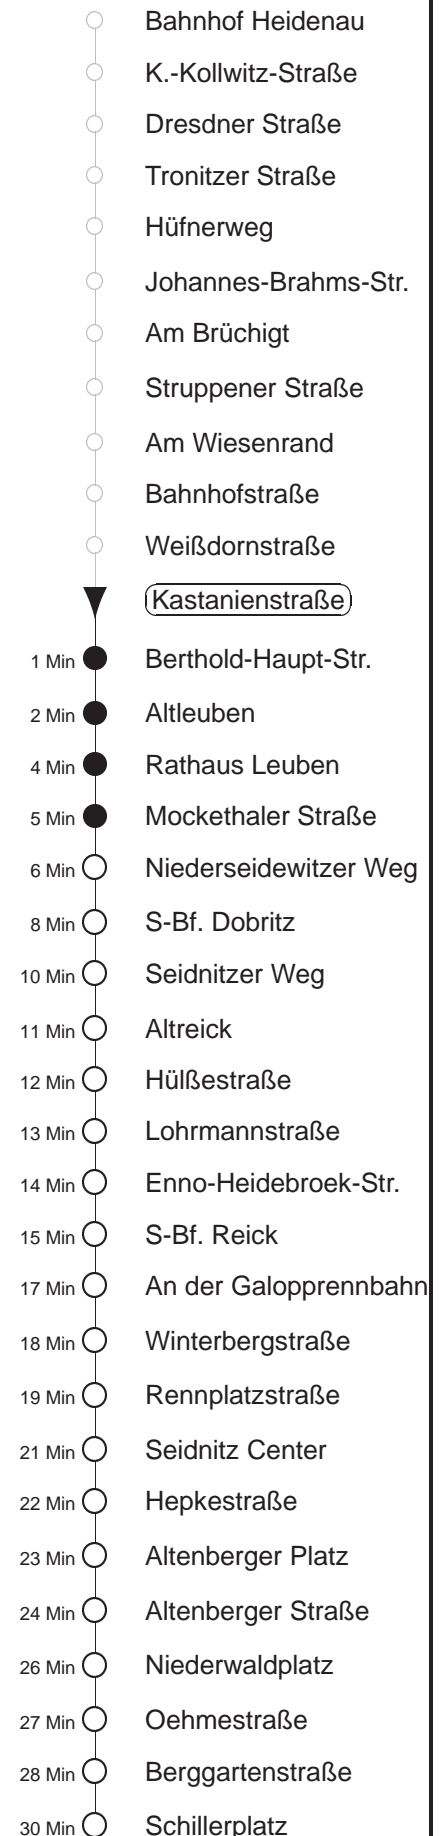 Bahnhof Heidenau
K.-Kollwitz-Straße
Dresdner Straße
Tronitzer Straße
Hüfnerweg
Johannes-Brahms-Str.
Am Brüchigt
Struppener Straße
Am Wiesenrand
Bahnhofstraße
Weißdornstraße
Kastanienstraße
1 Min Berthold-Haupt-Str.
2 Min Altleuben
4 Min Rathaus Leuben
5 Min Mockethaler Straße
6 Min Niederseidewitzer Weg
8 Min S-Bf. Dobritz
10 Min Seidnitzer Weg
11 Min Altreick
12 Min Hülßestraße
13 Min Lohrmannstraße
14 Min Enno-Heidebroek-Str.
15 Min S-Bf. Reick
17 Min An der Galopprennbahn
18 Min Winterbergstraße
19 Min Rennplatzstraße
21 Min Seidnitz Center
22 Min Hepkestraße
23 Min Altenberger Platz
24 Min Altenberger Straße
26 Min Niederwaldplatz
27 Min Oehmestraße
28 Min Berggartenstraße
30 Min Schillerplatz